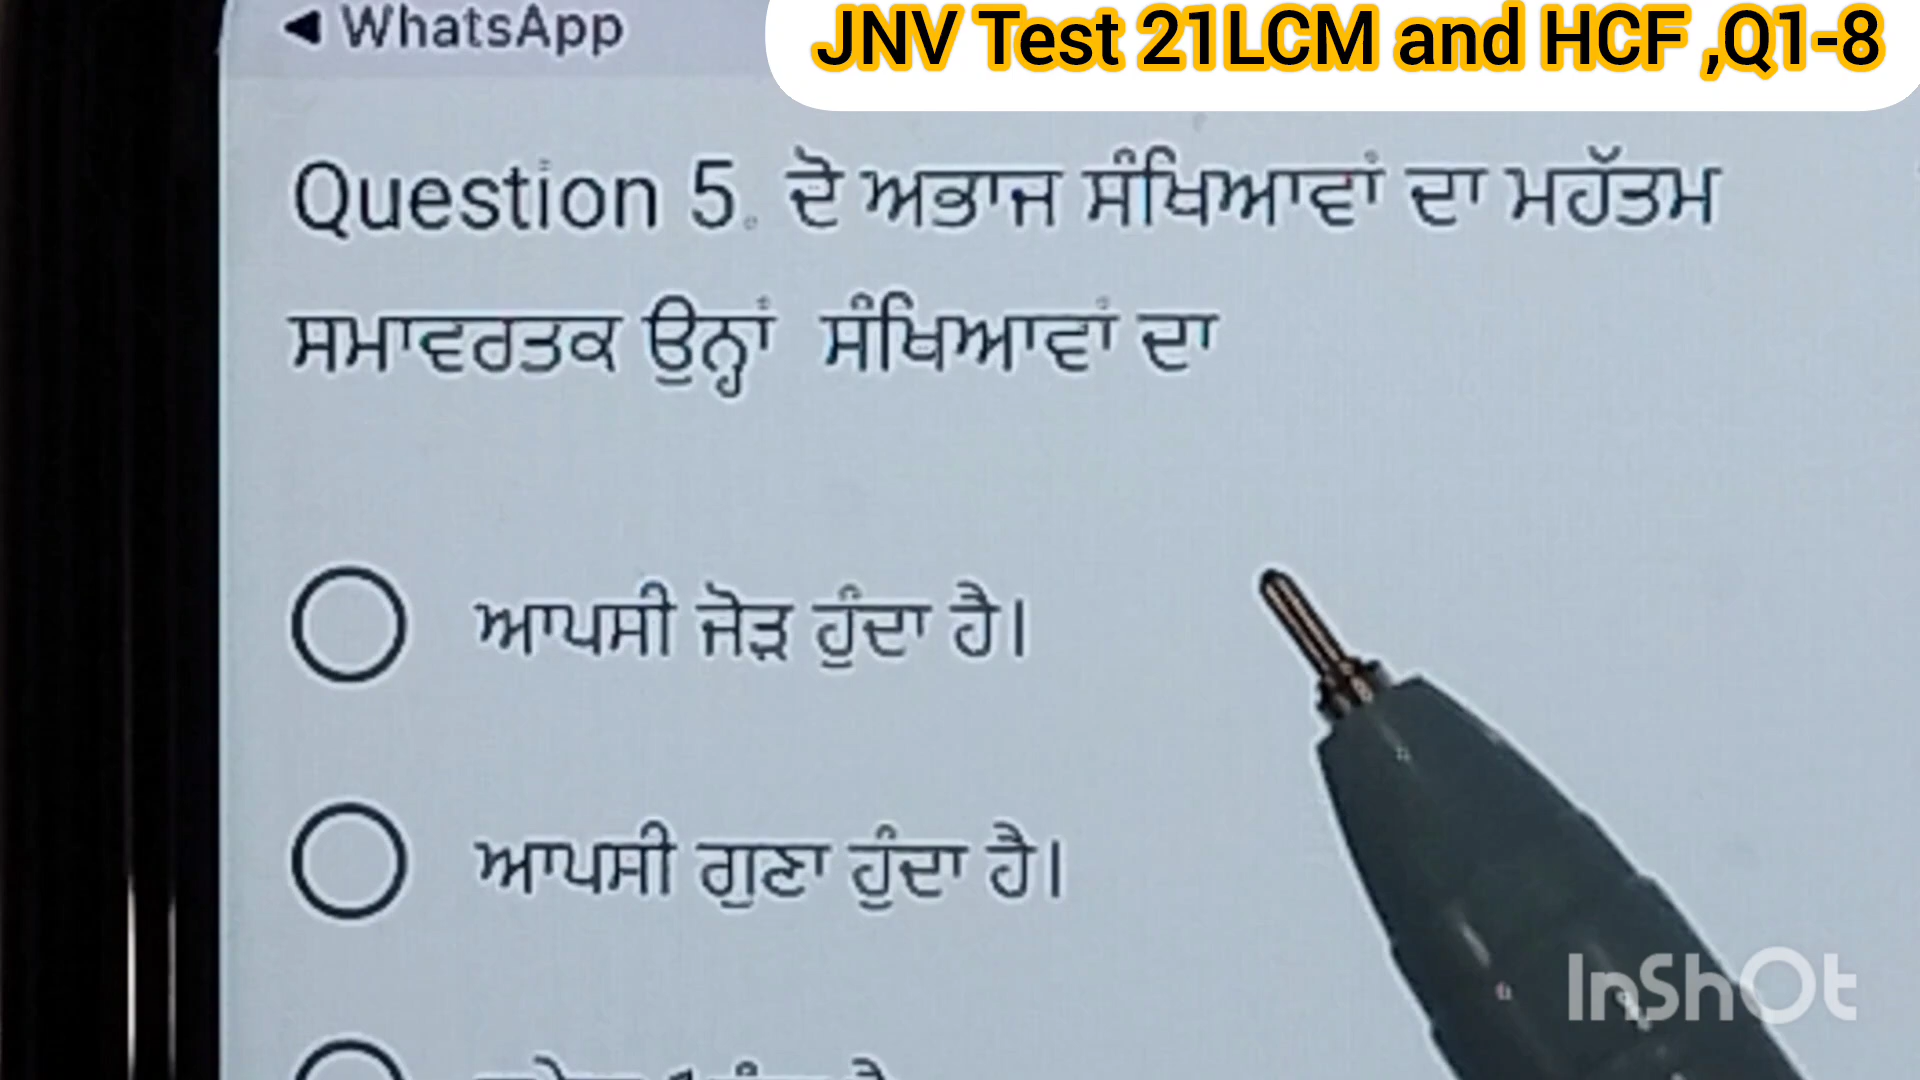 WhatsApp
JNV Test 21LCM and HCF ,Q1-8
Question 5. ਦੋ ਅਭਾਜ ਸੰਖਿਆਵਾਂ ਦਾ ਮਹੱਤਮ
ਸਮਾਵਰਤਕ ਉਨ੍ਹਾਂ ਸੰਖਿਆਵਾਂ ਦਾ
ਆਪਸੀ ਜੋੜ ਹੁੰਦਾ ਹੈ।
ਆਪਸੀ ਗੁਣਾ ਹੁੰਦਾ ਹੈ।
InShOt